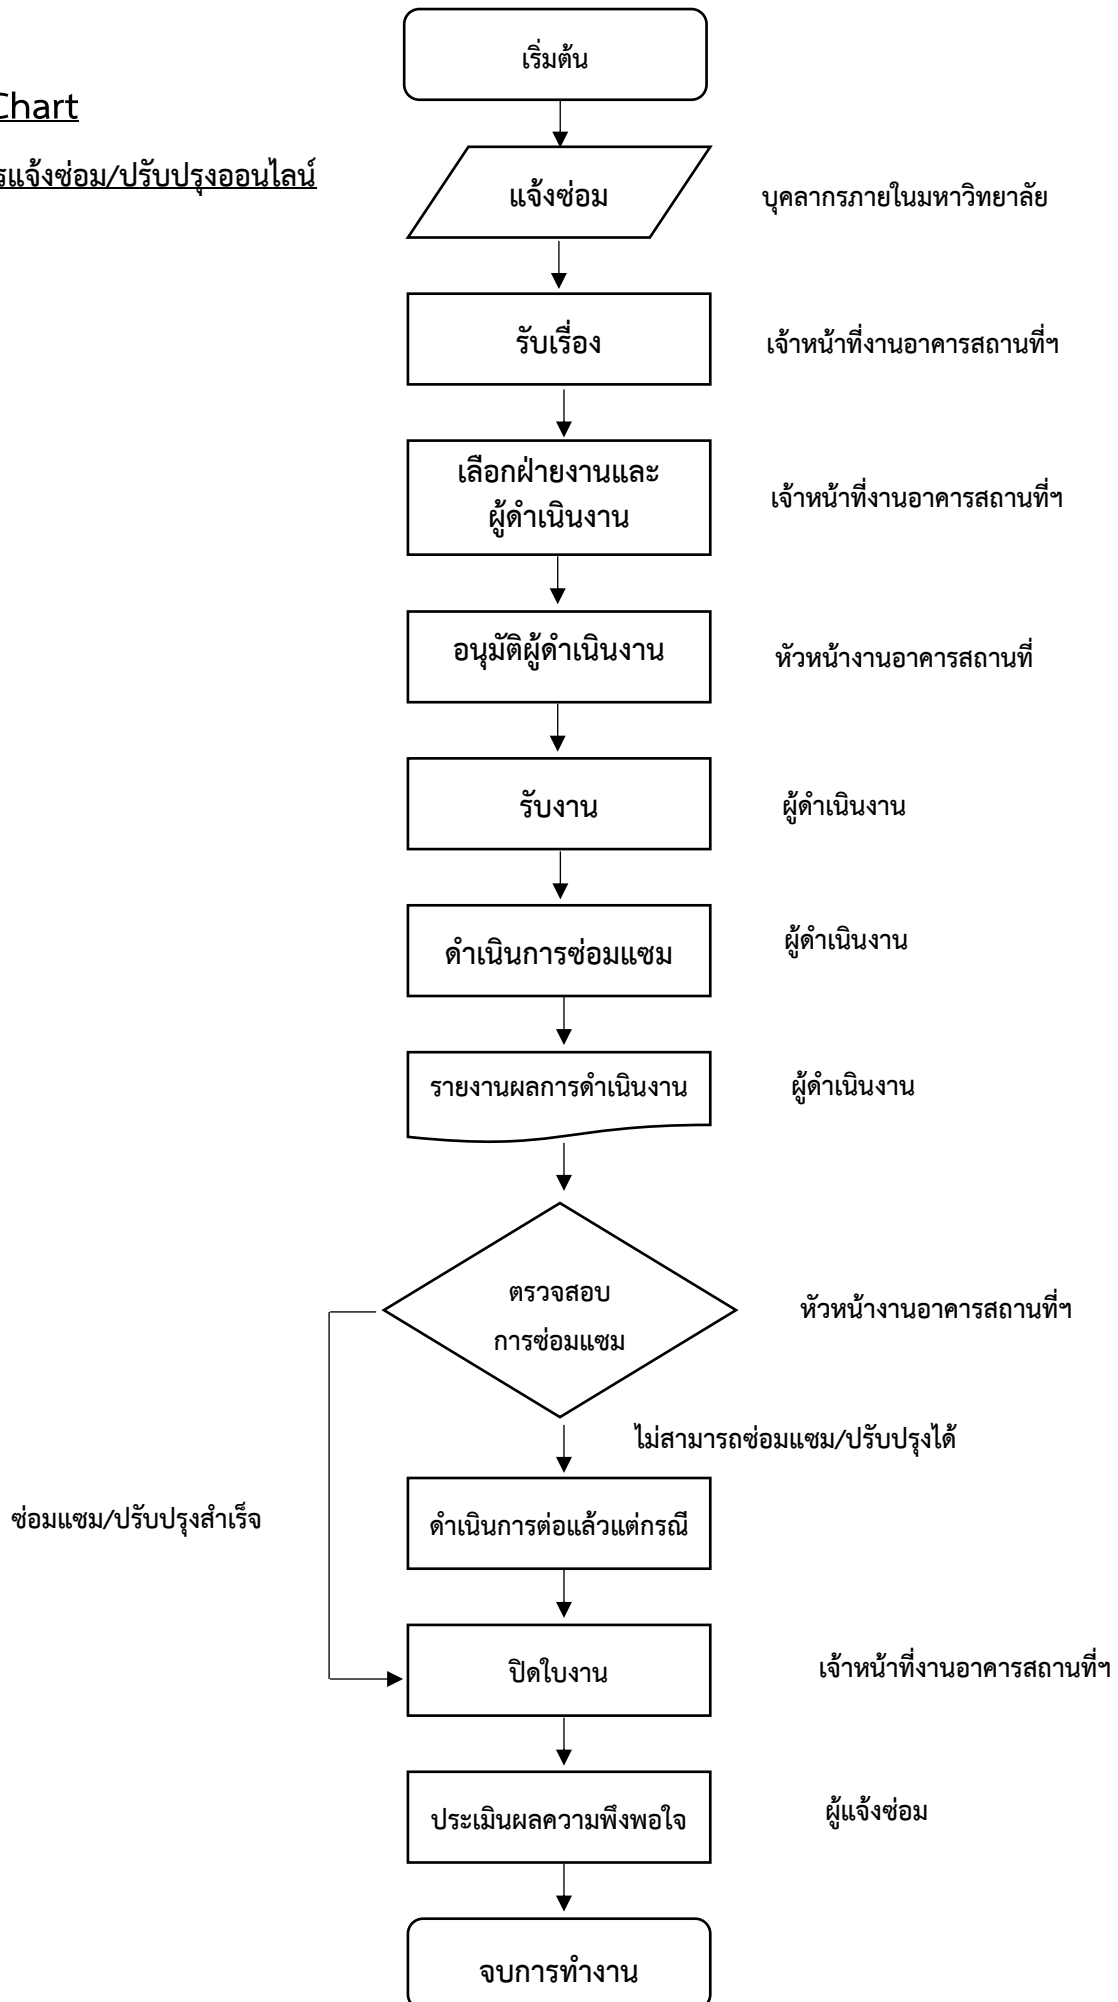 เริ่มต้น
Chart
รแจ้งซ่อม/ปรับปรุงออนไลน์
แจ้งซ่อม
บุคลากรภายในมหาวิทยาลัย
รับเรื่อง
เจ้าหน้าที่งานอาคารสถานที่ฯ
เลือกฝ่ายงานและ
ผู้ดำเนินงาน
เจ้าหน้าที่งานอาคารสถานที่ฯ
อนุมัติผู้ดำเนินงาน
หัวหน้างานอาคารสถานที่
รับงาน
ผู้ดำเนินงาน
ดำเนินการซ่อมแซม
ผู้ดำเนินงาน
รายงานผลการดำเนินงาน
ผู้ดำเนินงาน
ตรวจสอบ
การซ่อมแซม
หัวหน้างานอาคารสถานที่ฯ
ไม่สามารถซ่อมแซม/ปรับปรุงได้
ซ่อมแซม/ปรับปรุงสำเร็จ
ดำเนินการต่อแล้วแต่กรณี
ปิดใบงาน
เจ้าหน้าที่งานอาคารสถานที่ฯ
ประเมินผลความพึงพอใจ
ผู้แจ้งซ่อม
จบการทำงาน